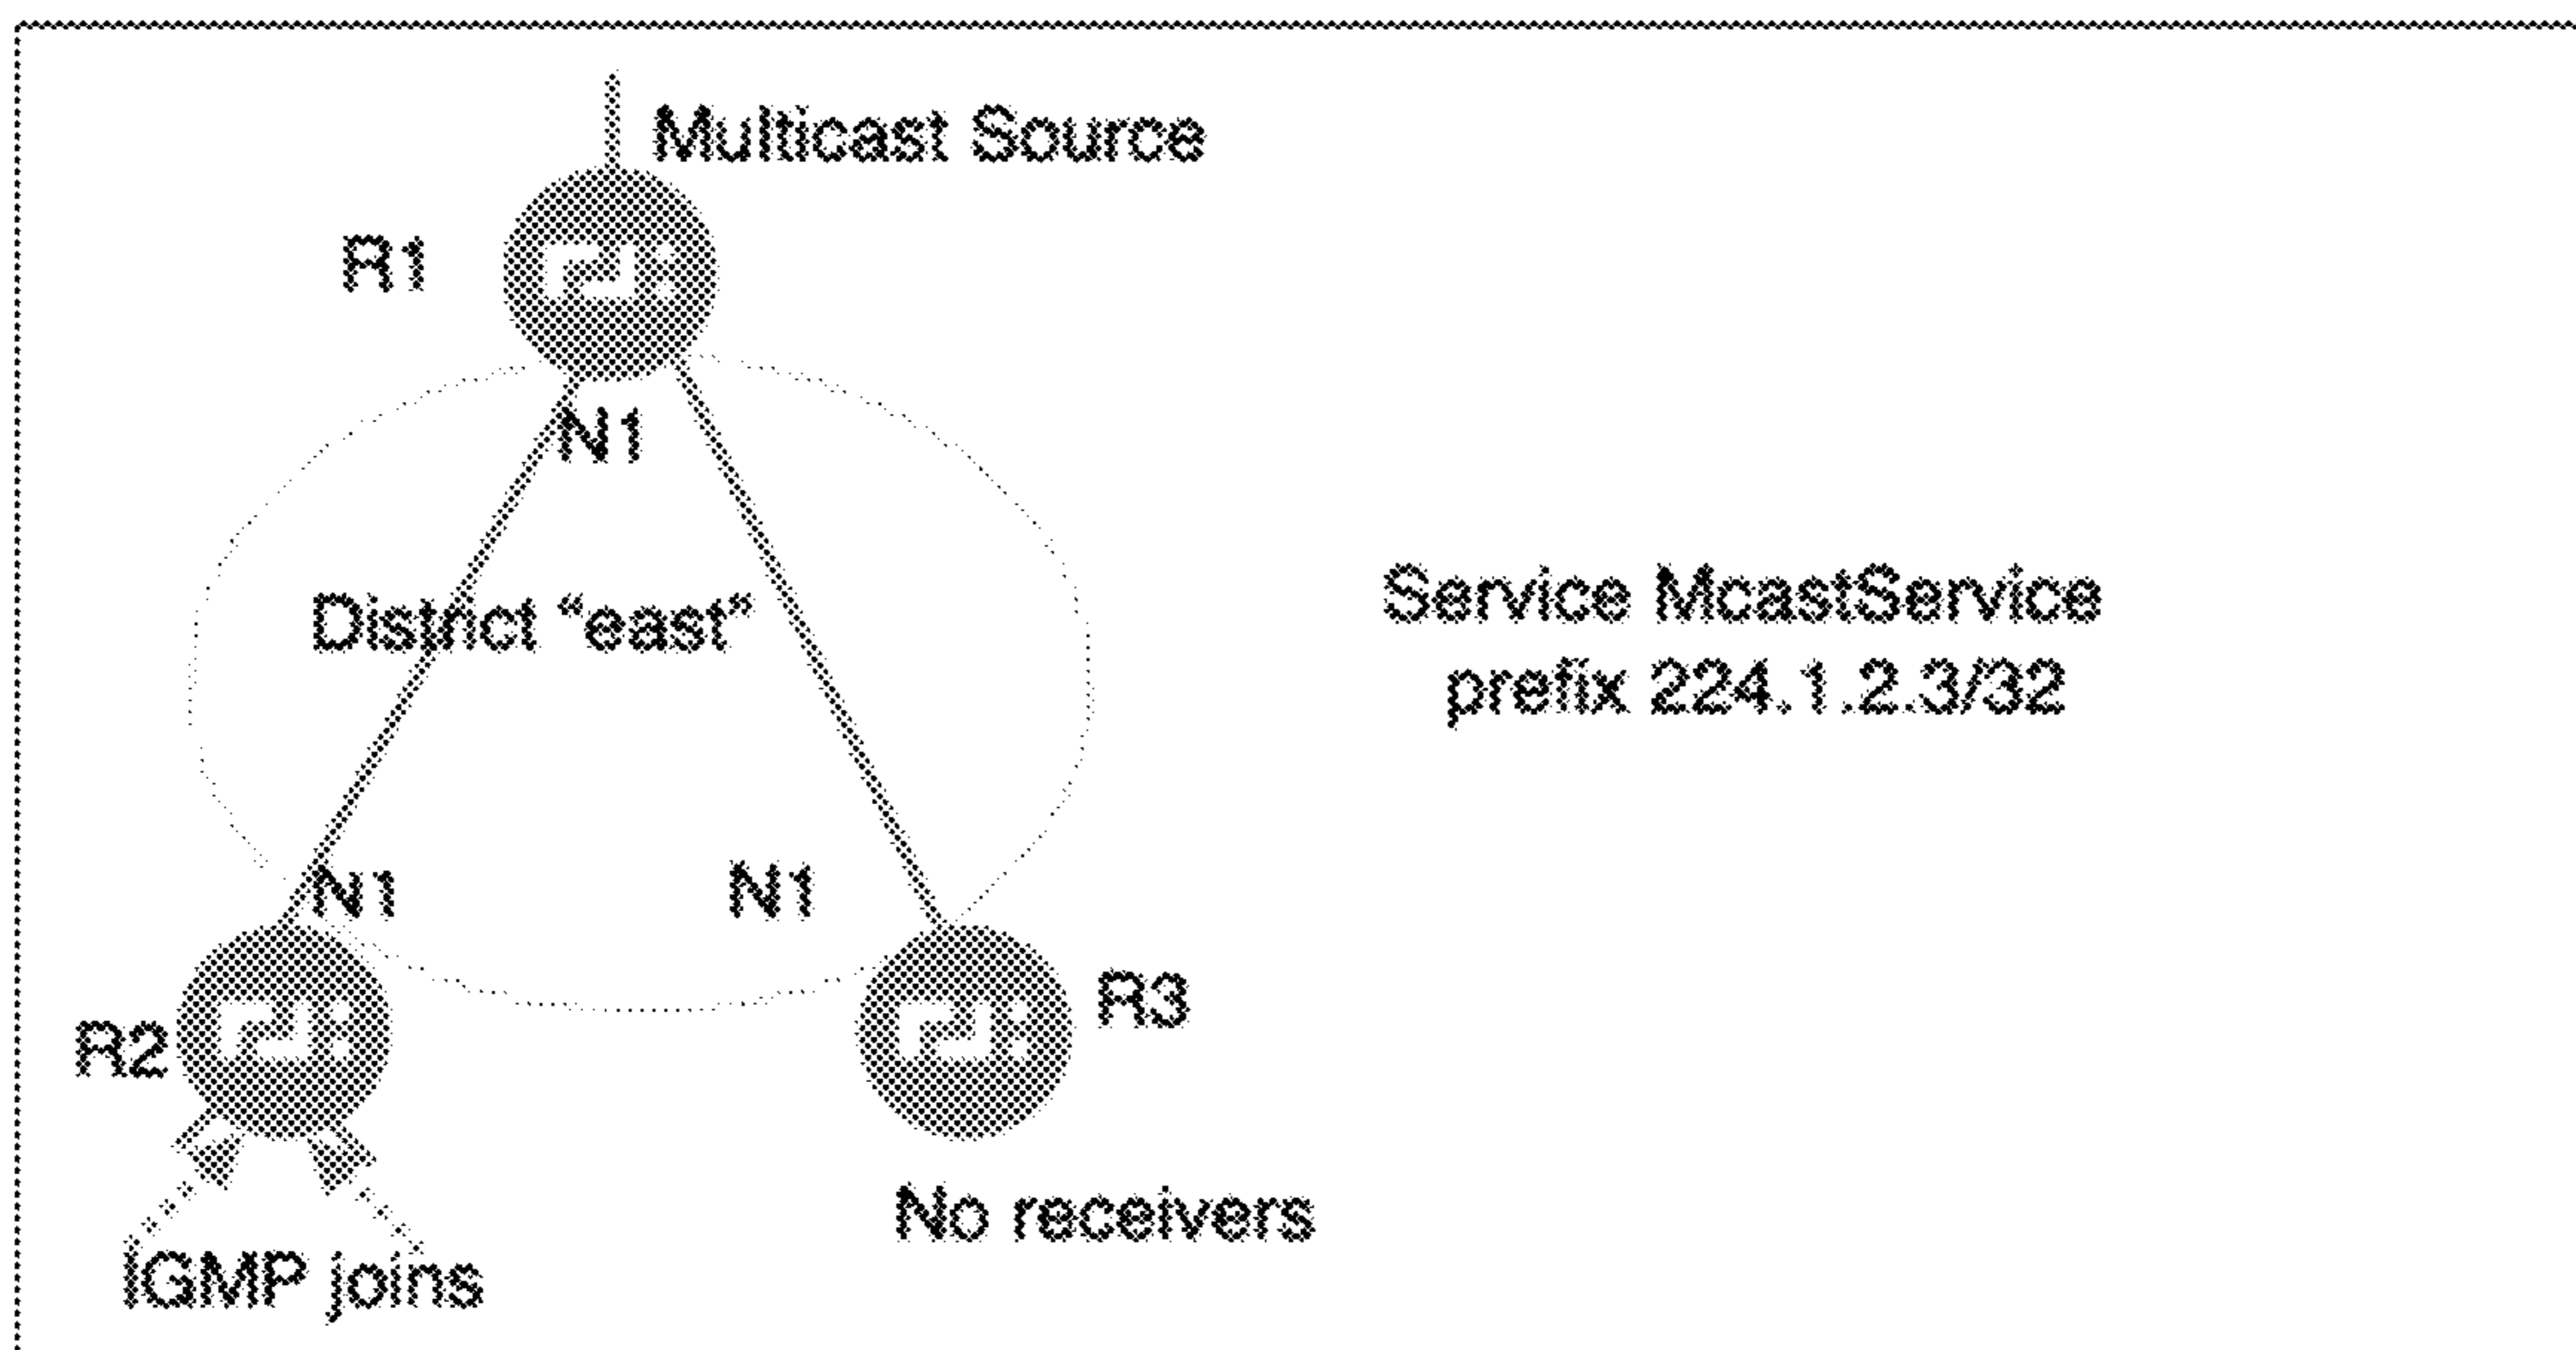 Multicast Source
R1
N1
District “east”
Service McastService
prefix 224.1.2.3/32
N1
N1
R2
R3
No receivers
IGMP joins